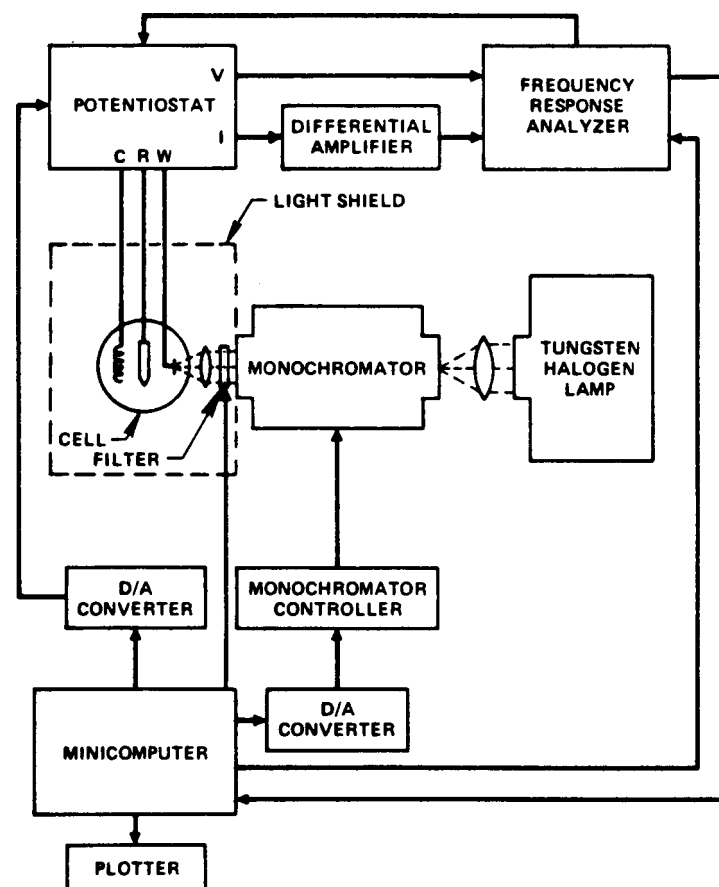 POTENTIOSTAT
V
I
C R W
DIFFERENTIAL
AMPLIFIER
FREQUENCY
RESPONSE
ANALYZER
LIGHT SHIELD
CELL
FILTER
MONOCHROMATOR
TUNGSTEN
HALOGEN
LAMP
D/A
CONVERTER
MONOCHROMATOR
CONTROLLER
D/A
CONVERTER
MINICOMPUTER
PLOTTER